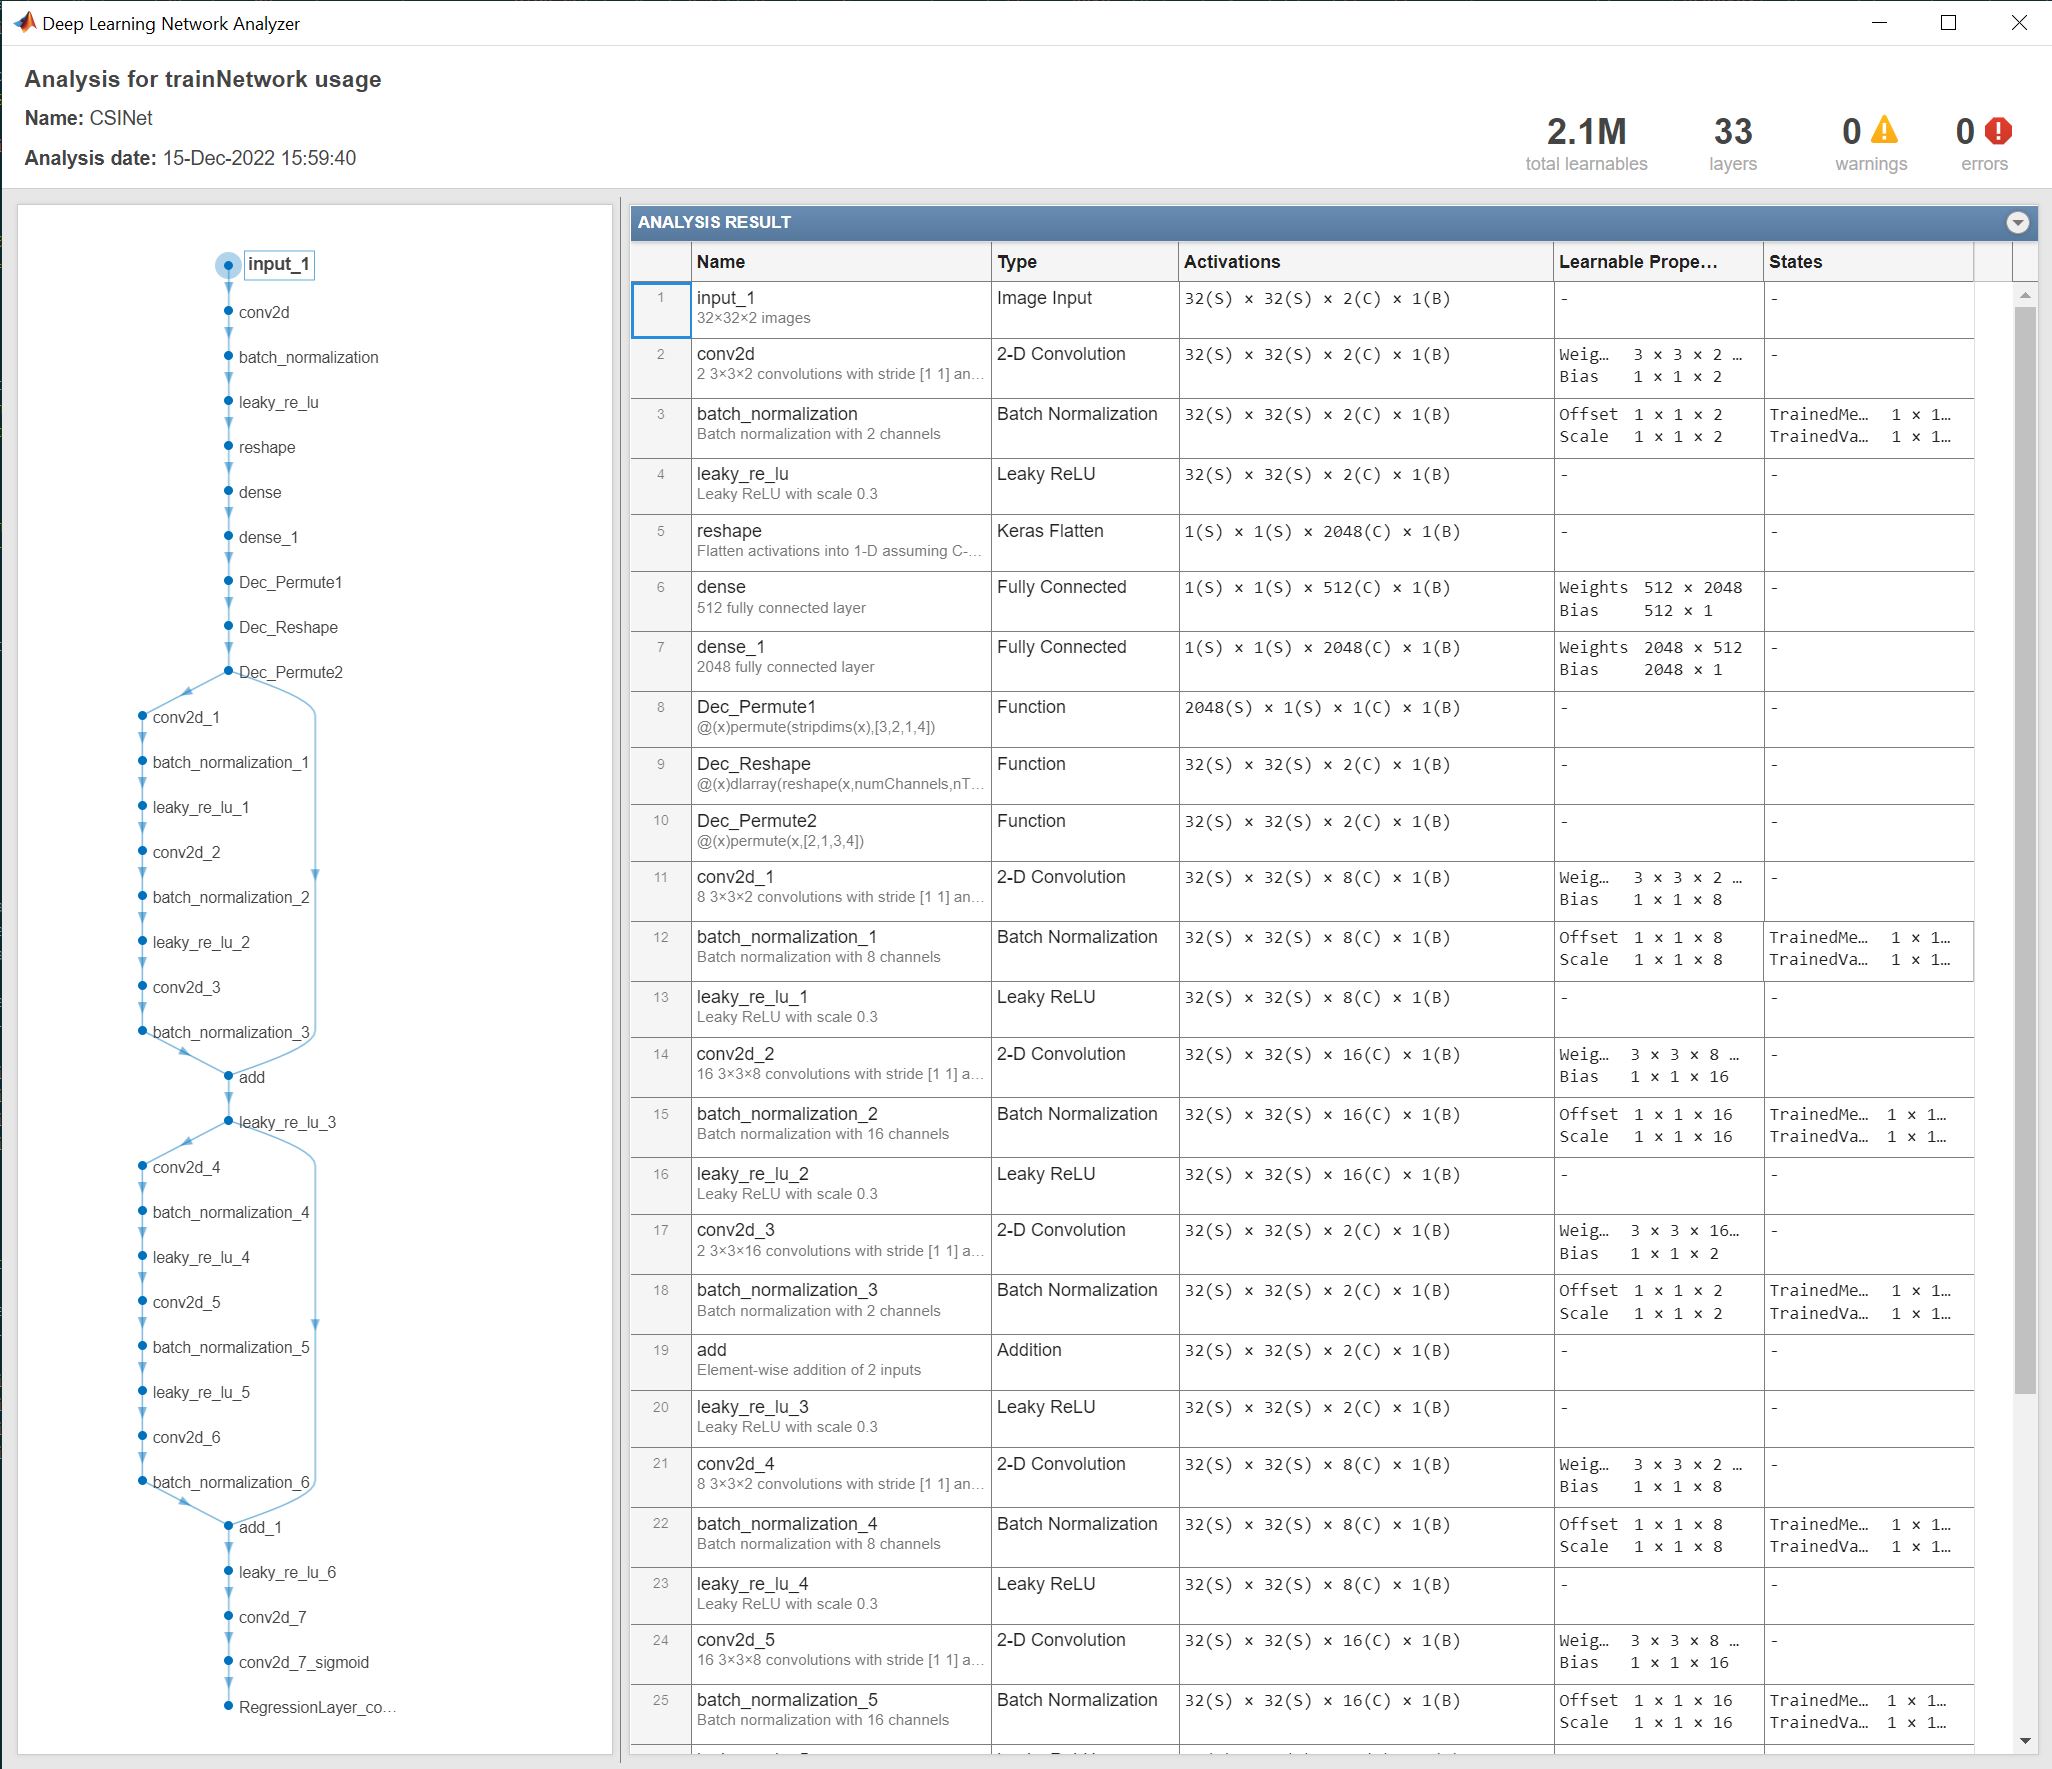 Deep Learning Network Analyzer
Analysis for trainNetwork usage
Name: CSINet
Analysis date: 15-Dec-2022 15:59:40
2.1M
total learnables
33
layers
0
warnings
0
errors
input_1
conv2d
batch_normalization
leaky_re_lu
reshape
dense
dense_1
Dec_Permute1
Dec_Reshape
Dec_Permute2
conv2d_1
batch_normalization_1
leaky_re_lu_1
conv2d_2
batch_normalization_2
leaky_re_lu_2
conv2d_3
batch_normalization_3
add
leaky_re_lu_3
conv2d_4
batch_normalization_4
leaky_re_lu_4
conv2d_5
batch_normalization_5
leaky_re_lu_5
conv2d_6
batch_normalization_6
add_1
leaky_re_lu_6
conv2d_7
conv2d_7_sigmoid
RegressionLayer_co...
ANALYSIS RESULT
Name Type Activations Learnable Prope... States
1 input_1 Image Input 32(S) × 32(S) × 2(C) × 1(B) - -
32×32×2 images
2 conv2d 2-D Convolution 32(S) × 32(S) × 2(C) × 1(B) Weig... 3 × 3 × 2 ... -
2 3×3×2 convolutions with stride [1 1] an... Bias 1 × 1 × 2
3 batch_normalization Batch Normalization 32(S) × 32(S) × 2(C) × 1(B) Offset 1 × 1 × 2 TrainedMe... 1 × 1...
Batch normalization with 2 channels Scale 1 × 1 × 2 TrainedVa... 1 × 1...
4 leaky_re_lu Leaky ReLU 32(S) × 32(S) × 2(C) × 1(B) - -
Leaky ReLU with scale 0.3
5 reshape Keras Flatten 1(S) × 1(S) × 2048(C) × 1(B) - -
Flatten activations into 1-D assuming C-...
6 dense Fully Connected 1(S) × 1(S) × 512(C) × 1(B) Weights 512 × 2048 -
512 fully connected layer Bias 512 × 1
7 dense_1 Fully Connected 1(S) × 1(S) × 2048(C) × 1(B) Weights 2048 × 512 -
2048 fully connected layer Bias 2048 × 1
8 Dec_Permute1 Function 2048(S) × 1(S) × 1(C) × 1(B) - -
@(x)permute(stripdims(x),[3,2,1,4])
9 Dec_Reshape Function 32(S) × 32(S) × 2(C) × 1(B) - -
@(x)dlarray(reshape(x,numChannels,nT...
10 Dec_Permute2 Function 32(S) × 32(S) × 2(C) × 1(B) - -
@(x)permute(x,[2,1,3,4])
11 conv2d_1 2-D Convolution 32(S) × 32(S) × 8(C) × 1(B) Weig... 3 × 3 × 2 ... -
8 3×3×2 convolutions with stride [1 1] an... Bias 1 × 1 × 8
12 batch_normalization_1 Batch Normalization 32(S) × 32(S) × 8(C) × 1(B) Offset 1 × 1 × 8 TrainedMe... 1 × 1...
Batch normalization with 8 channels Scale 1 × 1 × 8 TrainedVa... 1 × 1...
13 leaky_re_lu_1 Leaky ReLU 32(S) × 32(S) × 8(C) × 1(B) - -
Leaky ReLU with scale 0.3
14 conv2d_2 2-D Convolution 32(S) × 32(S) × 16(C) × 1(B) Weig... 3 × 3 × 8 ... -
16 3×3×8 convolutions with stride [1 1] a... Bias 1 × 1 × 16
15 batch_normalization_2 Batch Normalization 32(S) × 32(S) × 16(C) × 1(B) Offset 1 × 1 × 16 TrainedMe... 1 × 1...
Batch normalization with 16 channels Scale 1 × 1 × 16 TrainedVa... 1 × 1...
16 leaky_re_lu_2 Leaky ReLU 32(S) × 32(S) × 16(C) × 1(B) - -
Leaky ReLU with scale 0.3
17 conv2d_3 2-D Convolution 32(S) × 32(S) × 2(C) × 1(B) Weig... 3 × 3 × 16... -
2 3×3×16 convolutions with stride [1 1] a... Bias 1 × 1 × 2
18 batch_normalization_3 Batch Normalization 32(S) × 32(S) × 2(C) × 1(B) Offset 1 × 1 × 2 TrainedMe... 1 × 1...
Batch normalization with 2 channels Scale 1 × 1 × 2 TrainedVa... 1 × 1...
19 add Addition 32(S) × 32(S) × 2(C) × 1(B) - -
Element-wise addition of 2 inputs
20 leaky_re_lu_3 Leaky ReLU 32(S) × 32(S) × 2(C) × 1(B) - -
Leaky ReLU with scale 0.3
21 conv2d_4 2-D Convolution 32(S) × 32(S) × 8(C) × 1(B) Weig... 3 × 3 × 2 ... -
8 3×3×2 convolutions with stride [1 1] an... Bias 1 × 1 × 8
22 batch_normalization_4 Batch Normalization 32(S) × 32(S) × 8(C) × 1(B) Offset 1 × 1 × 8 TrainedMe... 1 × 1...
Batch normalization with 8 channels Scale 1 × 1 × 8 TrainedVa... 1 × 1...
23 leaky_re_lu_4 Leaky ReLU 32(S) × 32(S) × 8(C) × 1(B) - -
Leaky ReLU with scale 0.3
24 conv2d_5 2-D Convolution 32(S) × 32(S) × 16(C) × 1(B) Weig... 3 × 3 × 8 ... -
16 3×3×8 convolutions with stride [1 1] a... Bias 1 × 1 × 16
25 batch_normalization_5 Batch Normalization 32(S) × 32(S) × 16(C) × 1(B) Offset 1 × 1 × 16 TrainedMe... 1 × 1...
Batch normalization with 16 channels Scale 1 × 1 × 16 TrainedVa... 1 × 1...